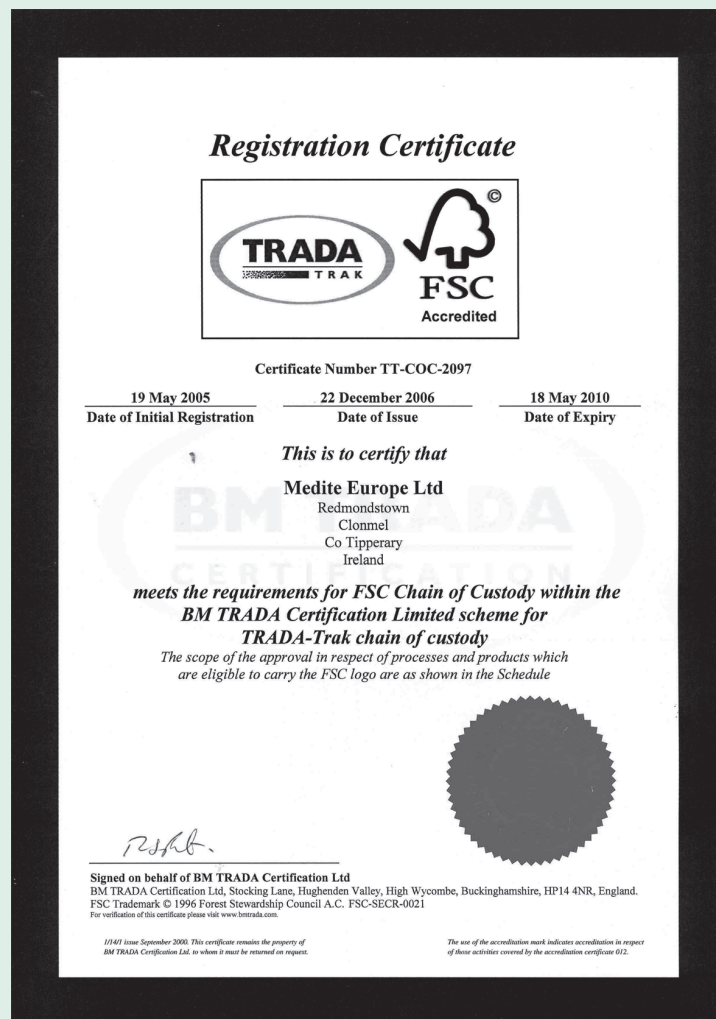 Registration Certificate
©
TRADA
TRAK
FSC
Accredited
Certificate Number TT-COC-2097
19 May 2005 22 December 2006 18 May 2010
Date of Initial Registration Date of Issue Date of Expiry
This is to certify that
Medite Europe Ltd
Redmondstown
Clonmel
Co Tipperary
Ireland
BM TRADA
CERTIFICATION
meets the requirements for FSC Chain of Custody within the
BM TRADA Certification Limited scheme for
TRADA-Trak chain of custody
The scope of the approval in respect of processes and products which
are eligible to carry the FSC logo are as shown in the Schedule
Signed on behalf of BM TRADA Certification Ltd
BM TRADA Certification Ltd, Stocking Lane, Hughenden Valley, High Wycombe, Buckinghamshire, HP14 4NR, England.
FSC Trademark © 1996 Forest Stewardship Council A.C. FSC-SECR-0021
For verification of this certificate please visit www.bmtrada.com.
1/14/1 issue September 2000. This certificate remains the property of
BM TRADA Certification Ltd. to whom it must be returned on request.
The use of the accreditation mark indicates accreditation in respect
of those activities covered by the accreditation certificate 012.